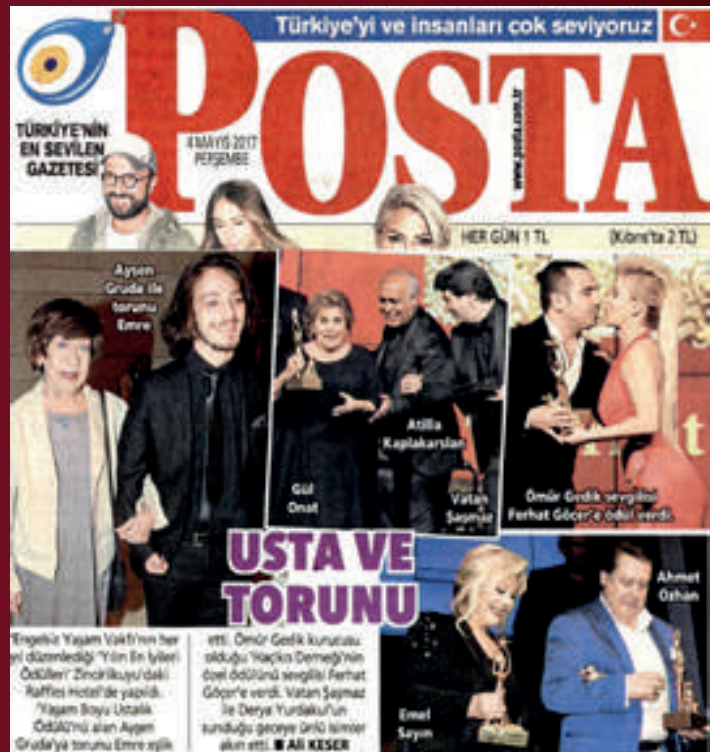 Türkiye'yi ve insanları çok seviyoruz
POSTA
www.posta.com.tr
TÜRKİYE'NİN
EN SEVİLEN
GAZETESİ
4 MAYIS 2017
PERŞEMBE
HER GÜN 1 TL
(Kıbrıs'ta 2 TL)
Ayşen
Gruda ile
torunu
Emre
Gül
Onat
Atilla
Kaplakarslan
Vatan
Şaşmaz
Ömür Gedik sevgilisi
Ferhat Göçer'e ödül verdi.
USTA VE
TORUNU
Engelsiz Yaşam Vakfı'nın her
yıl düzenlediği 'Yılın En İyileri
Ödülleri' Zincirlikuyu'daki
Raffles Hotel'de yapıldı.
'Yaşam Boyu Ustalık
Ödülü'nü alan Ayşen
Gruda'ya torunu Emre eşlik
etti. Ömür Gedik kurucusu
olduğu 'Haçiko Derneği'nin
özel ödülünü sevgilisi Ferhat
Göçer'e verdi. Vatan Şaşmaz
ile Derya Yurdakul'un
sunduğu geceye ünlü isimler
akın etti. ■ Ali KESER
Emel
Sayın
Ahmet
Özhan